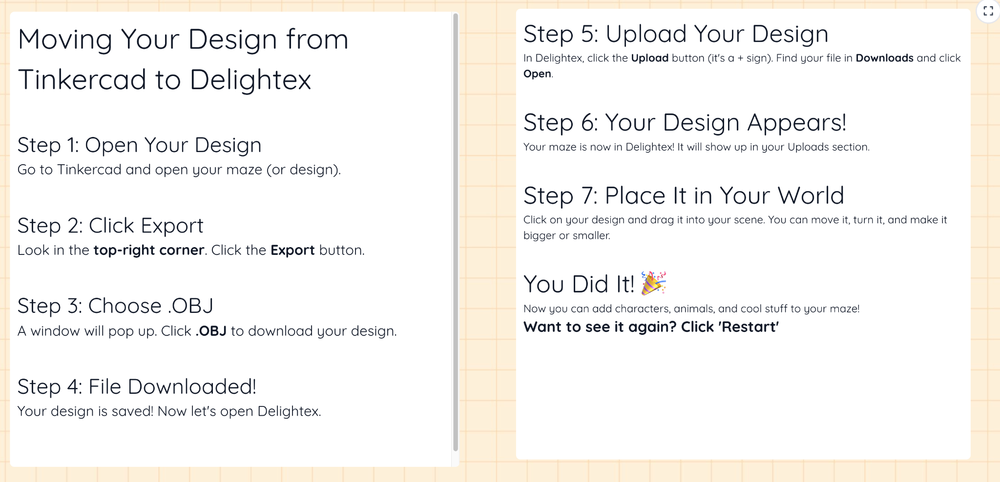 Moving Your Design from
Tinkercad to Delightex
Step 1: Open Your Design
Go to Tinkercad and open your maze (or design).
Step 2: Click Export
Look in the top-right corner. Click the Export button.
Step 3: Choose .OBJ
A window will pop up. Click .OBJ to download your design.
Step 4: File Downloaded!
Your design is saved! Now let's open Delightex.
Step 5: Upload Your Design
In Delightex, click the Upload button (it's a + sign). Find your file in Downloads and click
Open.
Step 6: Your Design Appears!
Your maze is now in Delightex! It will show up in your Uploads section.
Step 7: Place It in Your World
Click on your design and drag it into your scene. You can move it, turn it, and make it
bigger or smaller.
You Did It! 🎉
Now you can add characters, animals, and cool stuff to your maze!
Want to see it again? Click 'Restart'